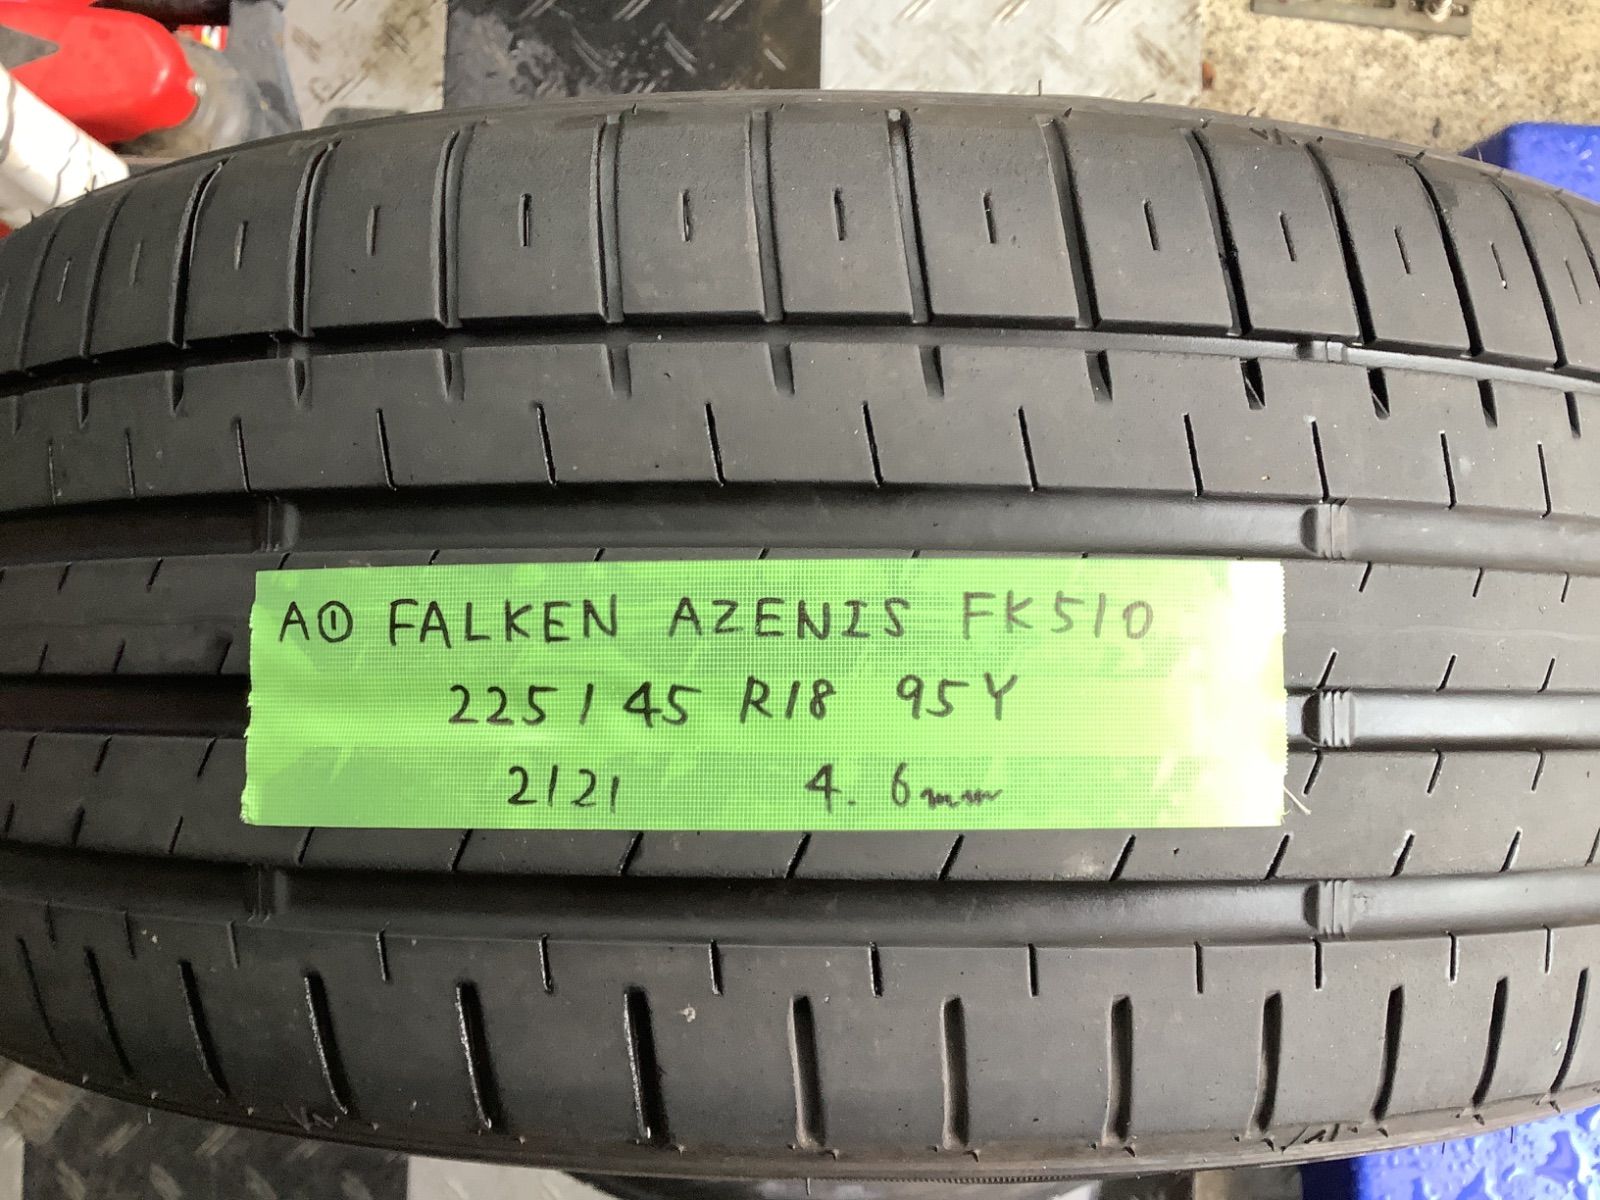 A① FALKEN AZENIS FK510
225/45 R18 95Y
2121 4.6mm